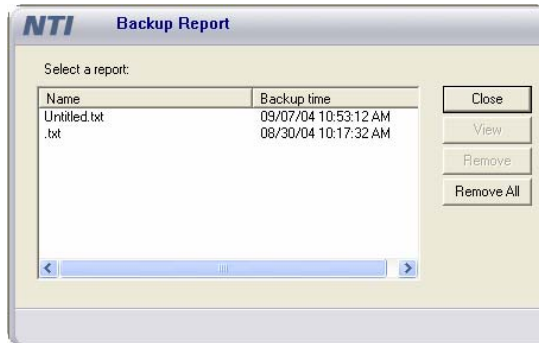 NTI Backup Report
Select a report:
Name Backup time
Untitled.txt 09/07/04 10:53:12 AM
.txt 08/30/04 10:17:32 AM
Close
View
Remove
Remove All